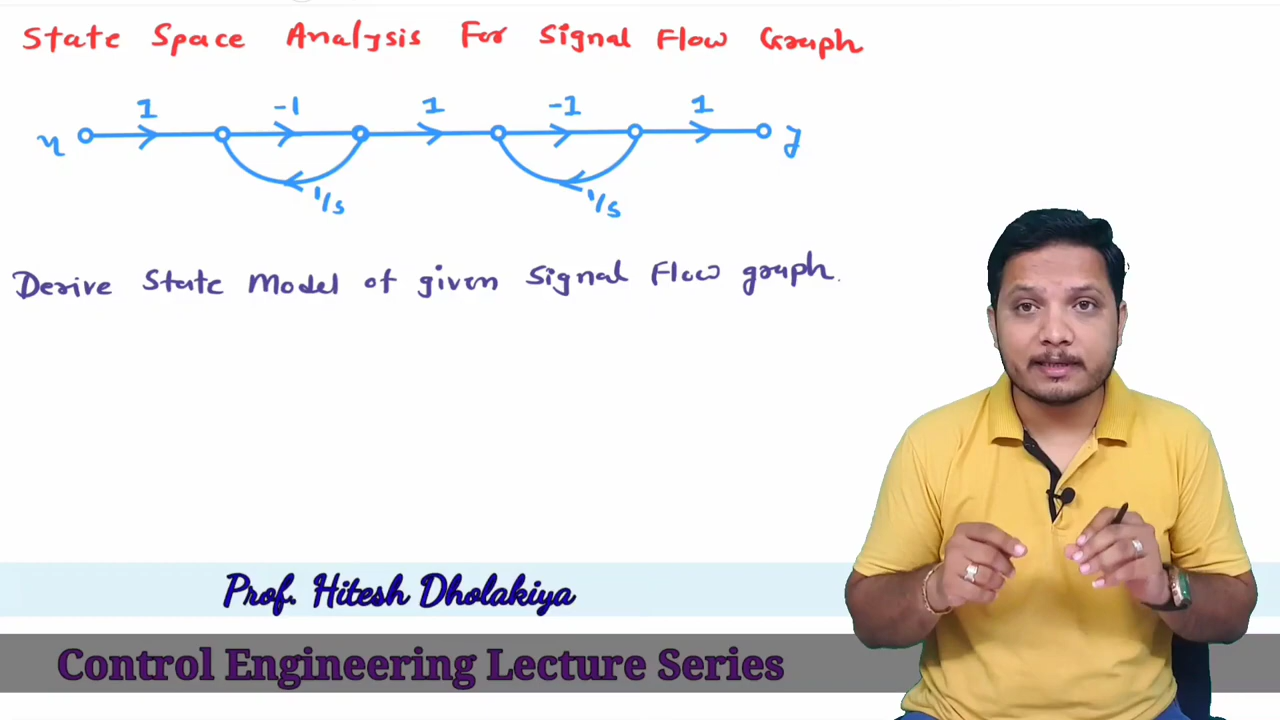 State Space Analysis For Signal Flow Graph
1 -1 1 -1 1
x y
1/s 1/s
Derive State Model of given Signal Flow graph.
Prof. Hitesh Dholakiya
Control Engineering Lecture Series